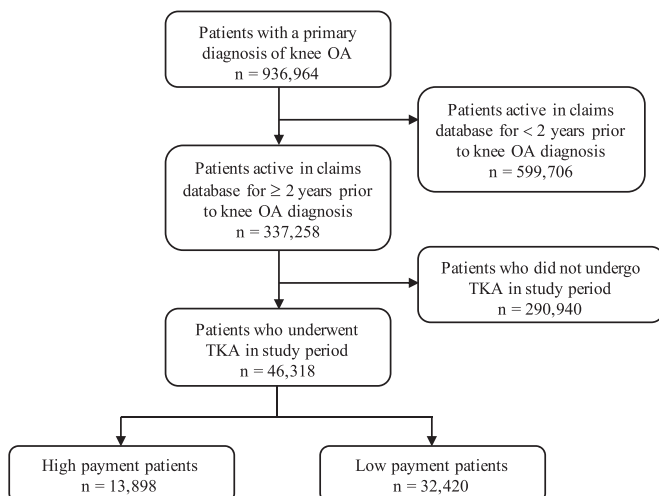 Patients with a primary
diagnosis of knee OA
n = 936,964
Patients active in claims
database for < 2 years prior
to knee OA diagnosis
n = 599,706
Patients active in claims
database for ≥ 2 years prior
to knee OA diagnosis
n = 337,258
Patients who did not undergo
TKA in study period
n = 290,940
Patients who underwent
TKA in study period
n = 46,318
High payment patients
n = 13,898
Low payment patients
n = 32,420